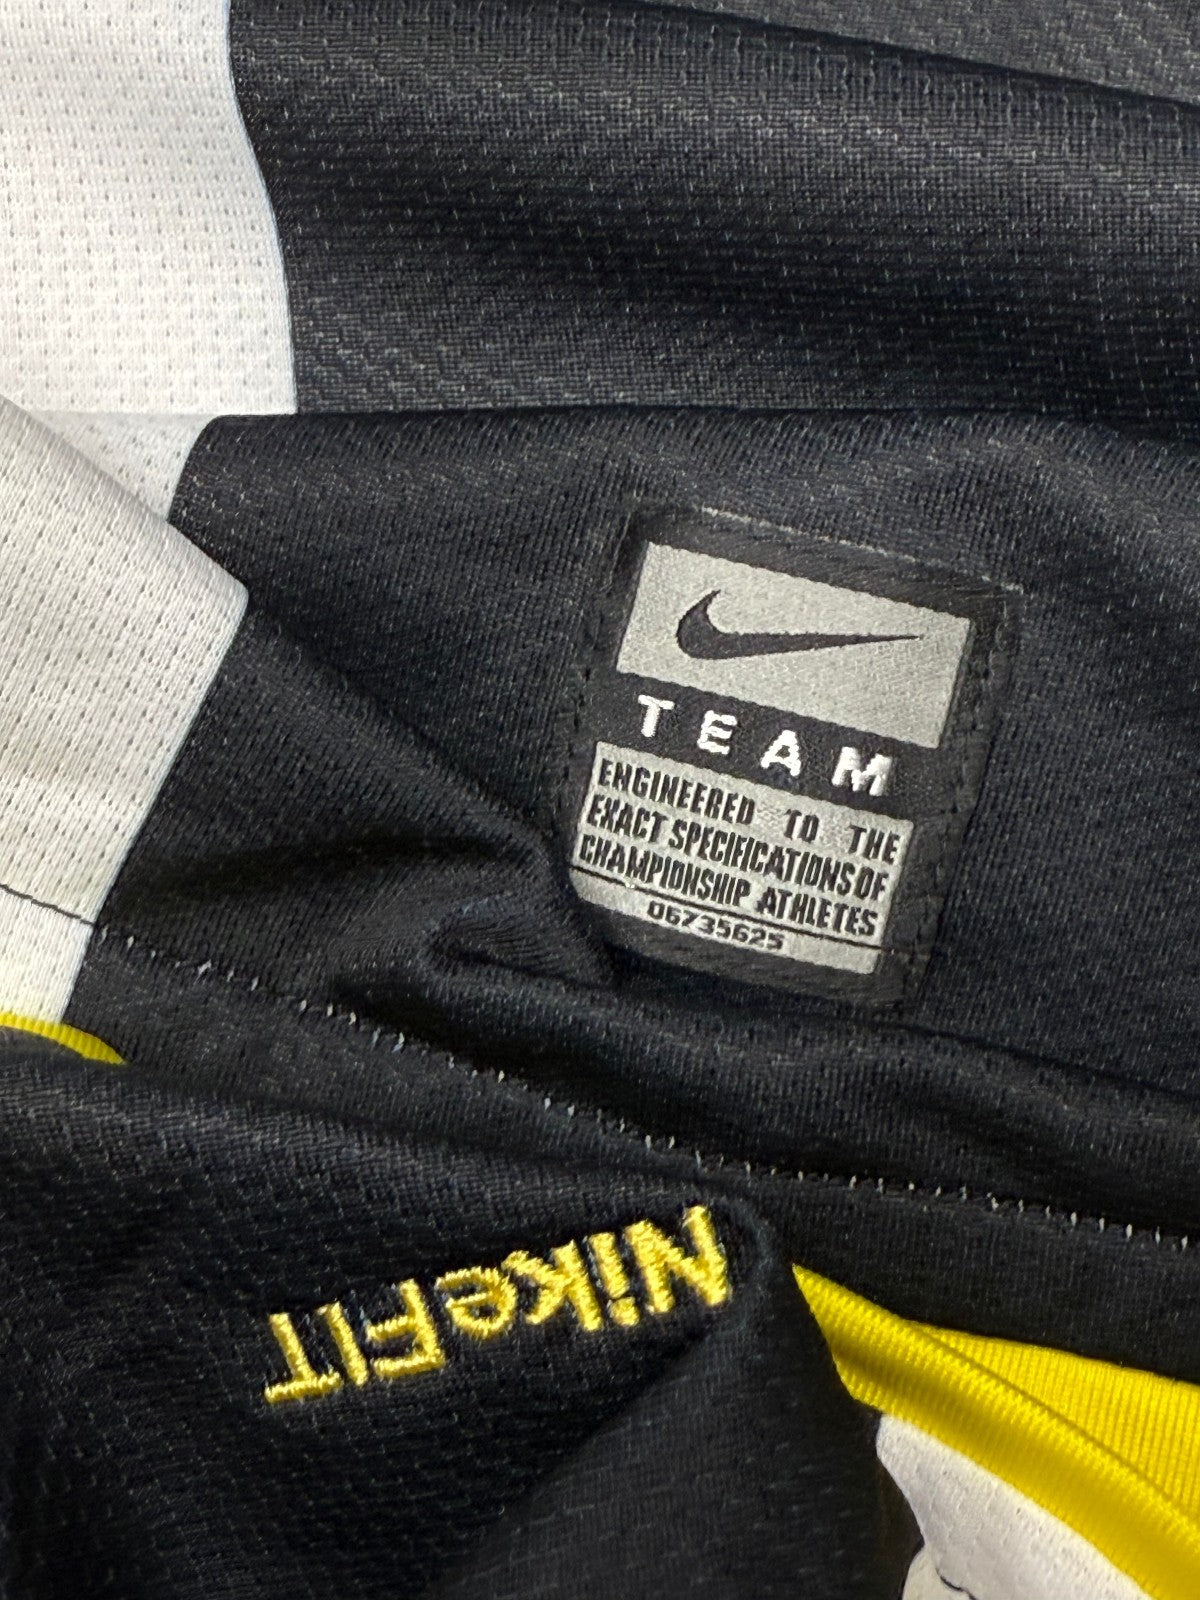 TEAM
ENGINEERED TO THE
EXACT SPECIFICATIONS OF
CHAMPIONSHIP ATHLETES
06735625
NikeFIT